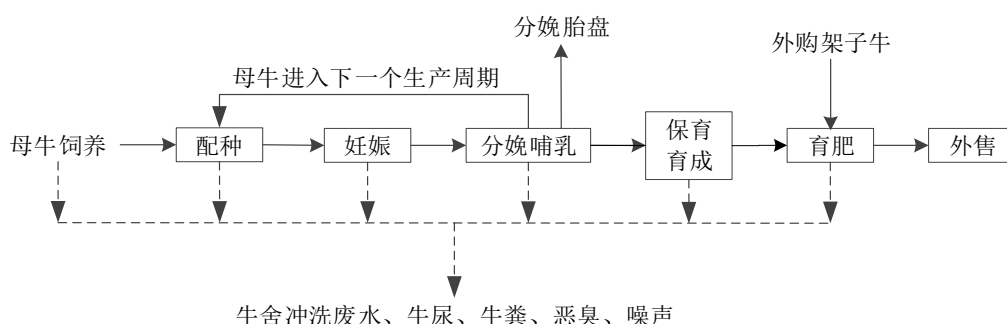 分娩胎盘
外购架子牛
母牛进入下一个生产周期
母牛饲养
配种
妊娠
分娩哺乳
保育
育成
育肥
外售
牛舍冲洗废水、牛尿、牛粪、恶臭、噪声